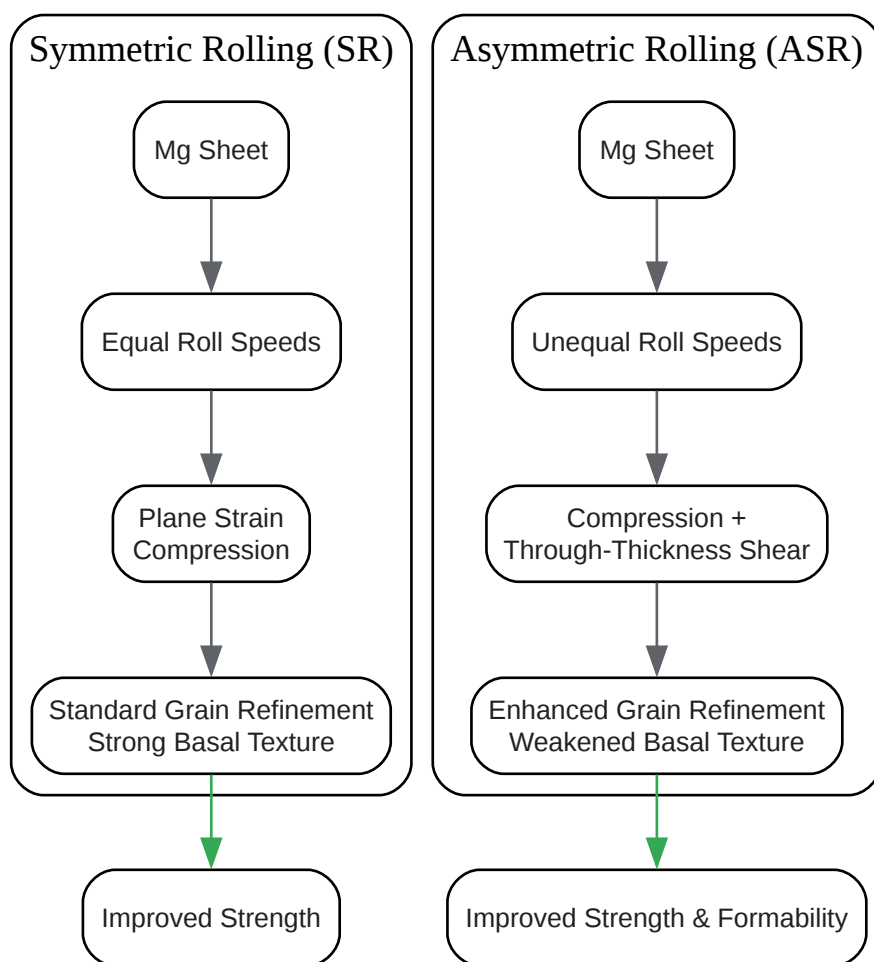 Symmetric Rolling (SR)
Mg Sheet
Equal Roll Speeds
Plane Strain
Compression
Standard Grain Refinement
Strong Basal Texture
Improved Strength
Asymmetric Rolling (ASR)
Mg Sheet
Unequal Roll Speeds
Compression +
Through-Thickness Shear
Enhanced Grain Refinement
Weakened Basal Texture
Improved Strength & Formability